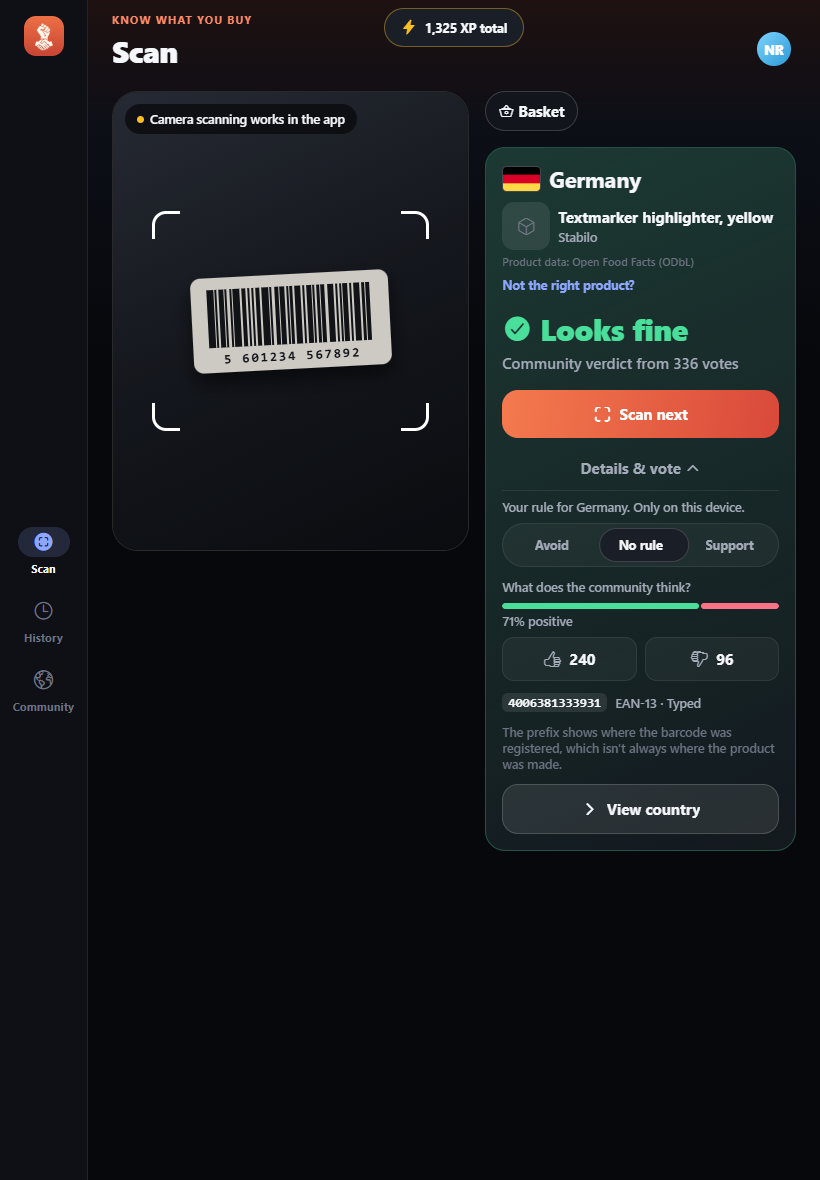 KNOW WHAT YOU BUY
Scan
1,325 XP total
NR
Camera scanning works in the app
5 601234 567892
Basket
Germany
Textmarker highlighter, yellow
Stabilo
Product data: Open Food Facts (ODbL)
Not the right product?
Looks fine
Community verdict from 336 votes
Scan next
Details & vote
Your rule for Germany. Only on this device.
Avoid No rule Support
What does the community think?
71% positive
240 96
4006381333931 EAN-13 · Typed
The prefix shows where the barcode was
registered, which isn't always where the product
was made.
View country
Scan
History
Community